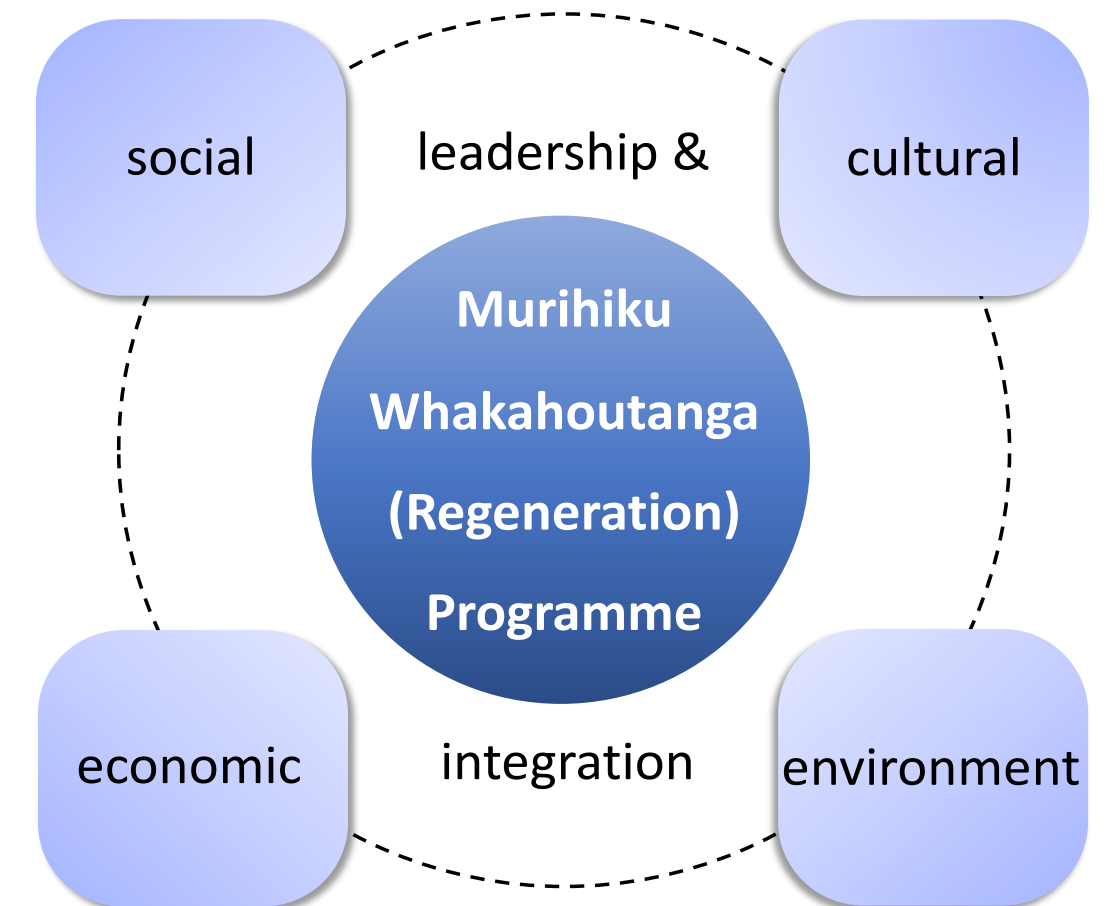 social
leadership &
cultural
Murihiku
Whakahoutanga
(Regeneration)
Programme
economic
integration
environment